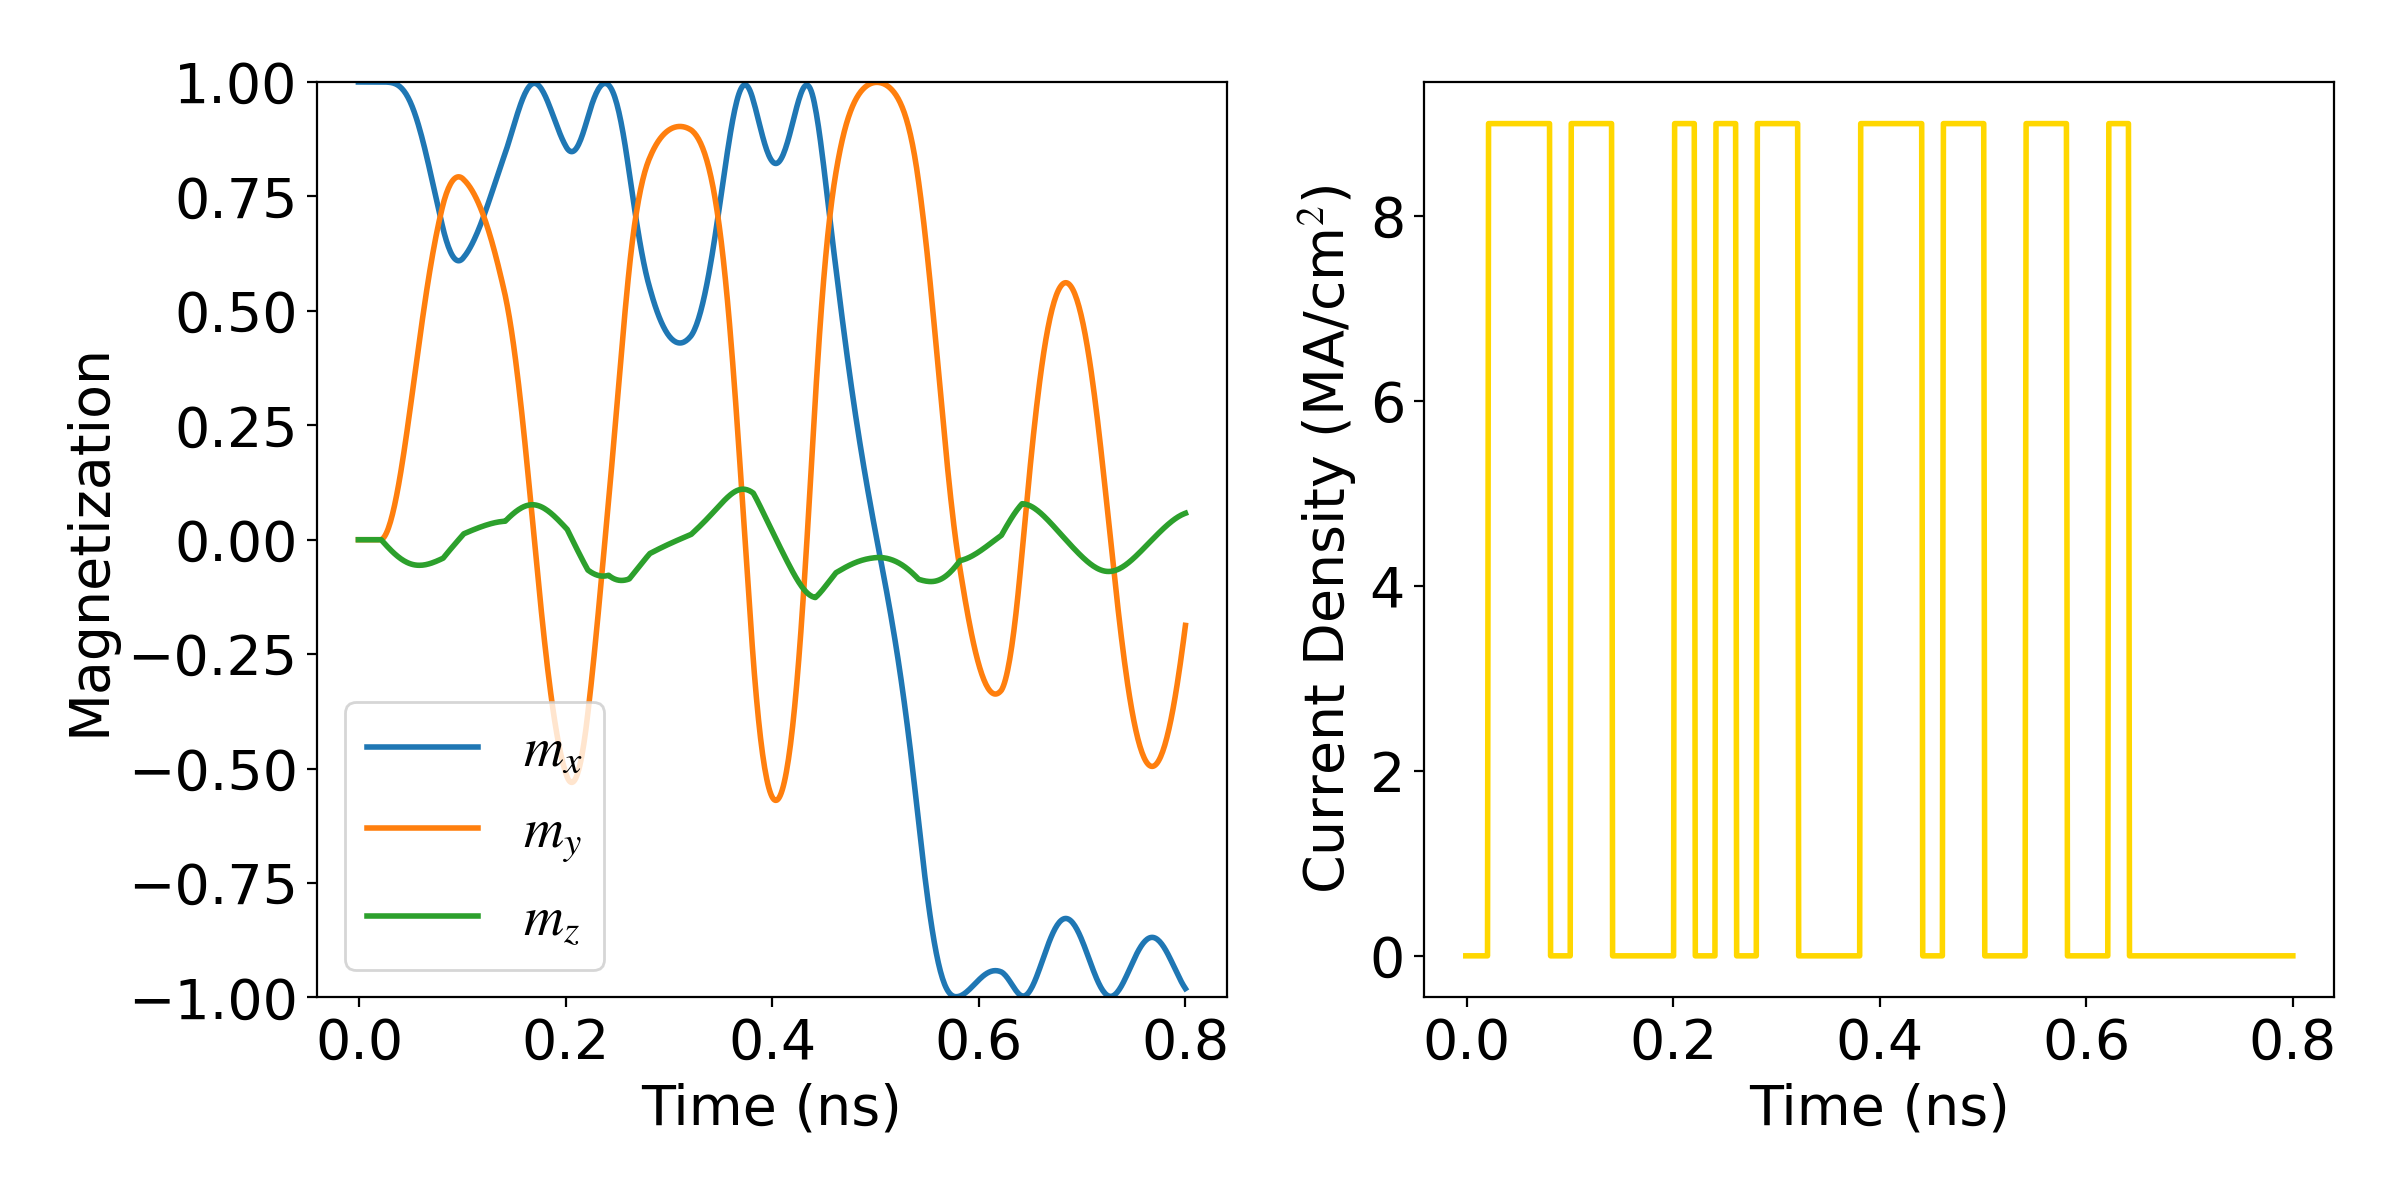 1.00
0.75
0.50
0.25
0.00
−0.25
−0.50
−0.75
−1.00
Magnetization
m_x
m_y
m_z
0.0 0.2 0.4 0.6 0.8
Time (ns)
8
6
4
2
0
Current Density (MA/cm²)
0.0 0.2 0.4 0.6 0.8
Time (ns)